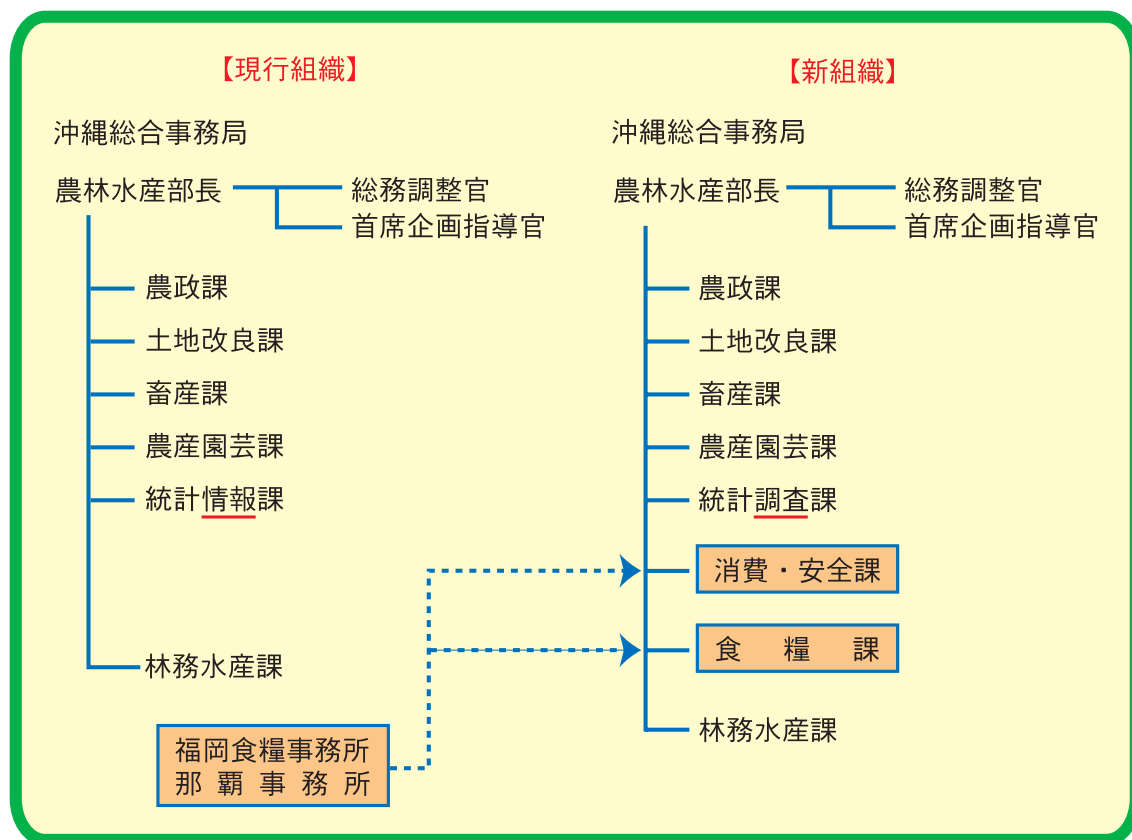 【現行組織】
沖縄総合事務局
農林水産部長
総務調整官
首席企画指導官
農政課
土地改良課
畜産課
農産園芸課
統計情報課
林務水産課
福岡食糧事務所
那覇事務所
【新組織】
沖縄総合事務局
農林水産部長
総務調整官
首席企画指導官
農政課
土地改良課
畜産課
農産園芸課
統計調査課
消費・安全課
食糧課
林務水産課